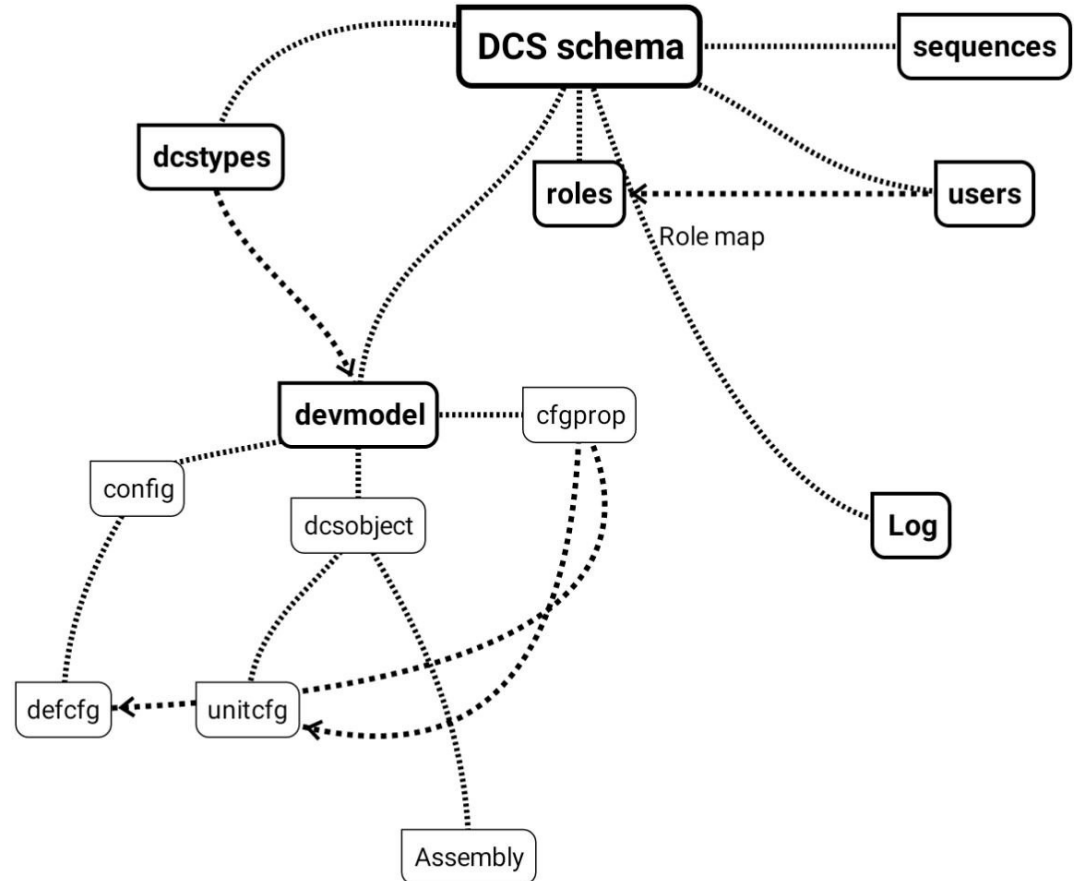 DCS schema
sequences
dcstypes
roles
users
Role map
devmodel
cfgprop
config
dcsobject
Log
defcfg
unitcfg
Assembly